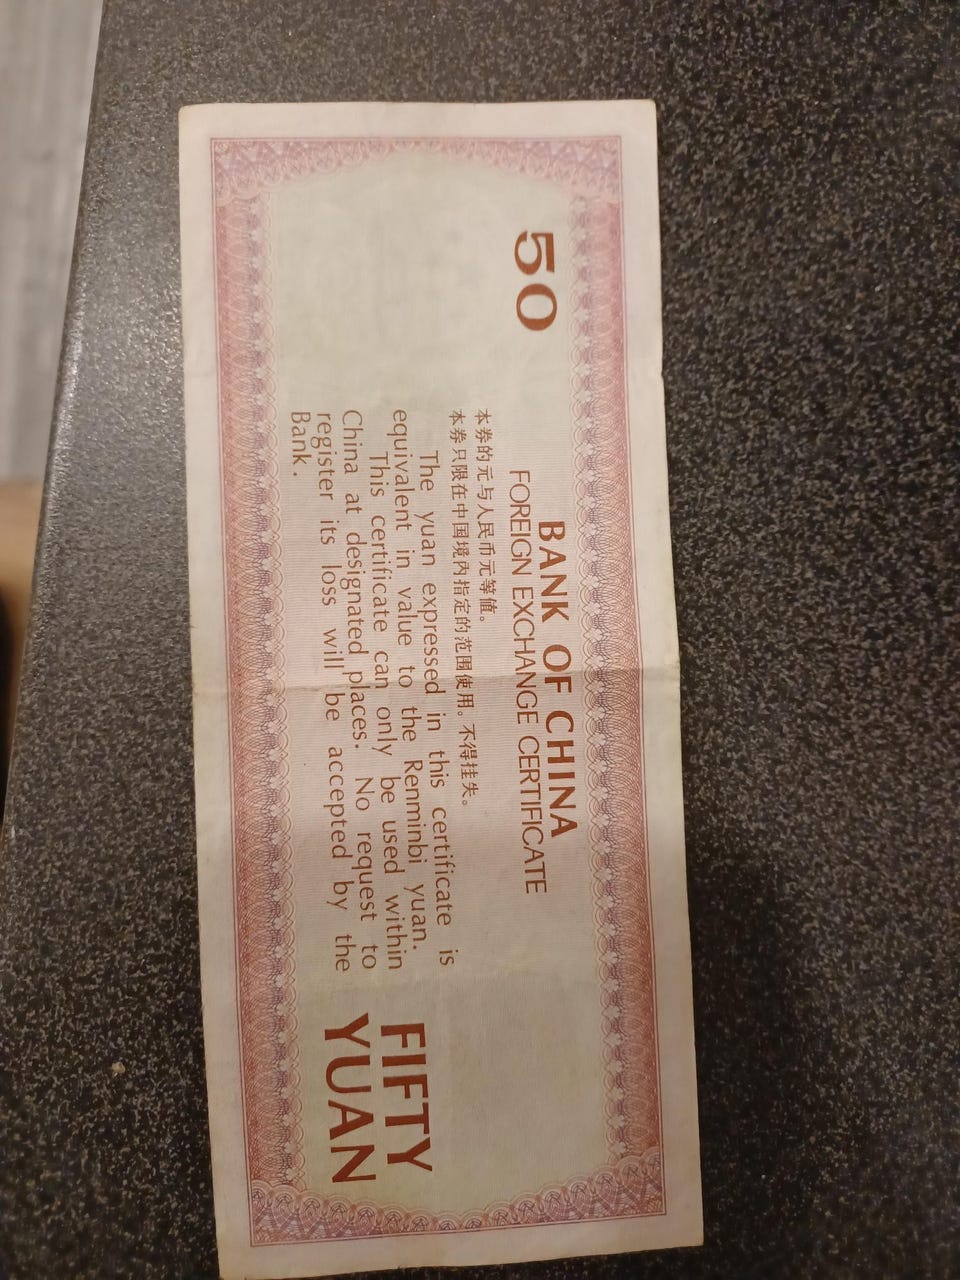 BANK OF CHINA
FOREIGN EXCHANGE CERTIFICATE
50
本券的元与人民币元等值。
本券只限在中国境内指定的范围使用。不得挂失。
The yuan expressed in this certificate is
equivalent in value to the Renminbi yuan.
This certificate can only be used within
China at designated places. No request to
register its loss will be accepted by the
Bank.
FIFTY
YUAN